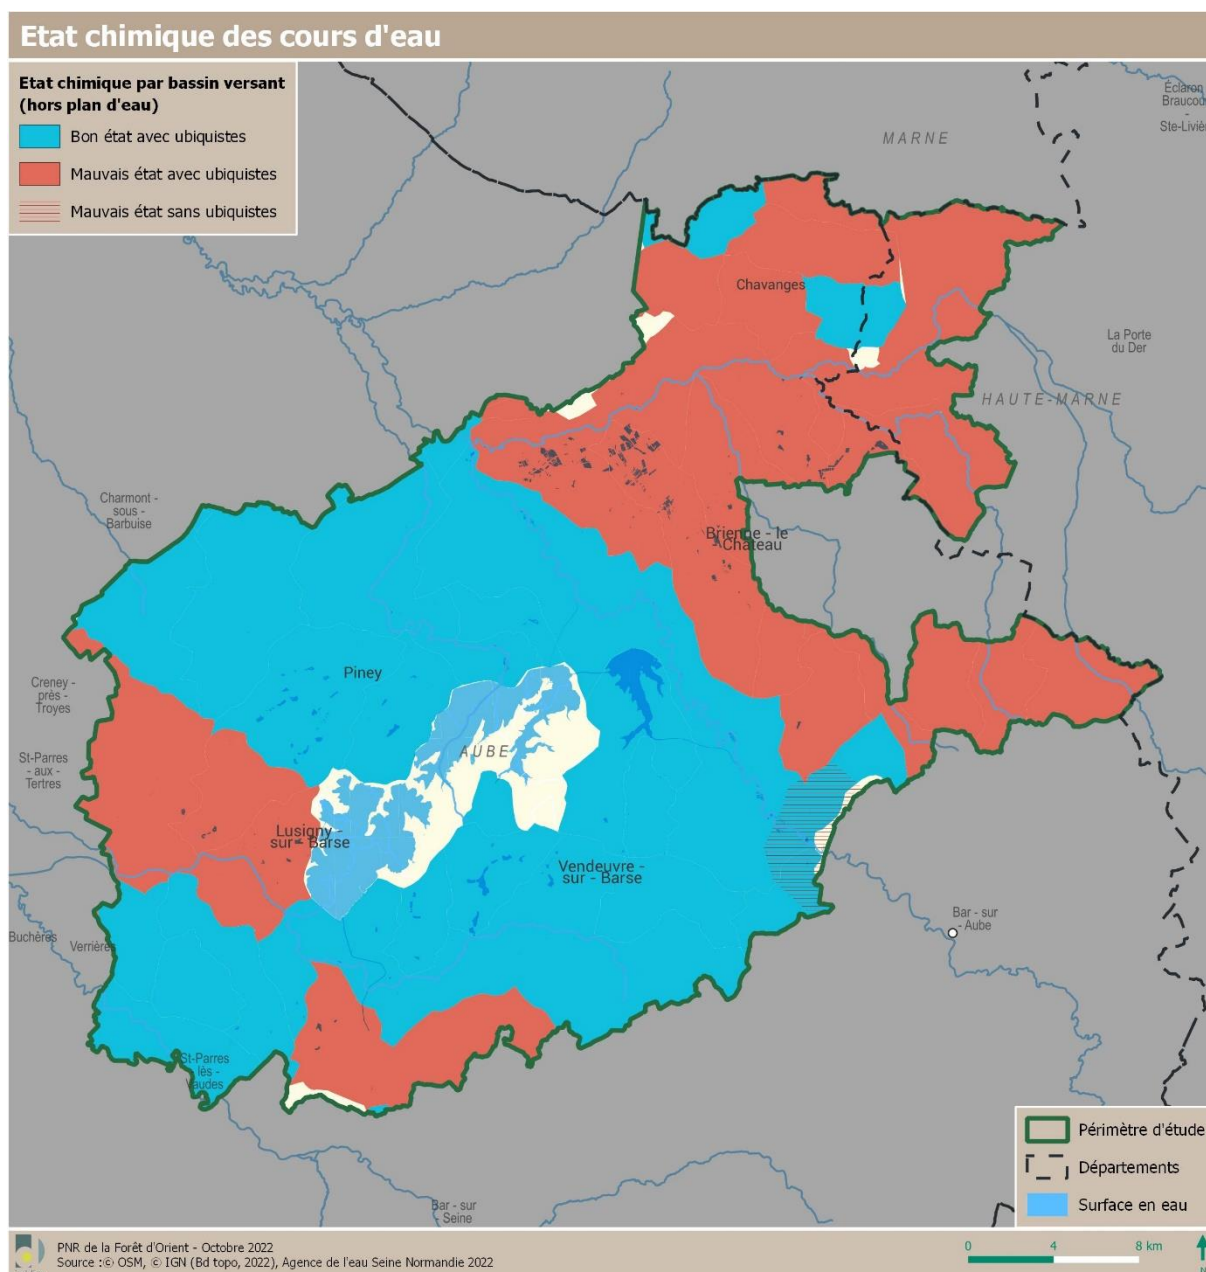 Etat chimique des cours d'eau
Etat chimique par bassin versant
(hors plan d'eau)
Bon état avec ubiquistes
Mauvais état avec ubiquistes
Mauvais état sans ubiquistes
MARNE
Éclaron
Braucour
-
Ste-Livièr
Chavanges
La Porte
du Der
HAUTE-MARNE
Charmont -
sous -
Barbuise
Brienne - le
- Château
Piney
Creney -
près -
Troyes
AUBE
St-Parres
- aux -
Tertres
Lusigny -
sur - Barse
Vendeuvre -
sur - Barse
Bar - sur
- Aube
Buchères
Verrières
St-Parres
lès -
Vaudes
Bar - sur
- Seine
Périmètre d'étude
Départements
Surface en eau
PNR de la Forêt d'Orient - Octobre 2022
Source :© OSM, © IGN (Bd topo, 2022), Agence de l'eau Seine Normandie 2022
0 4 8 km
N